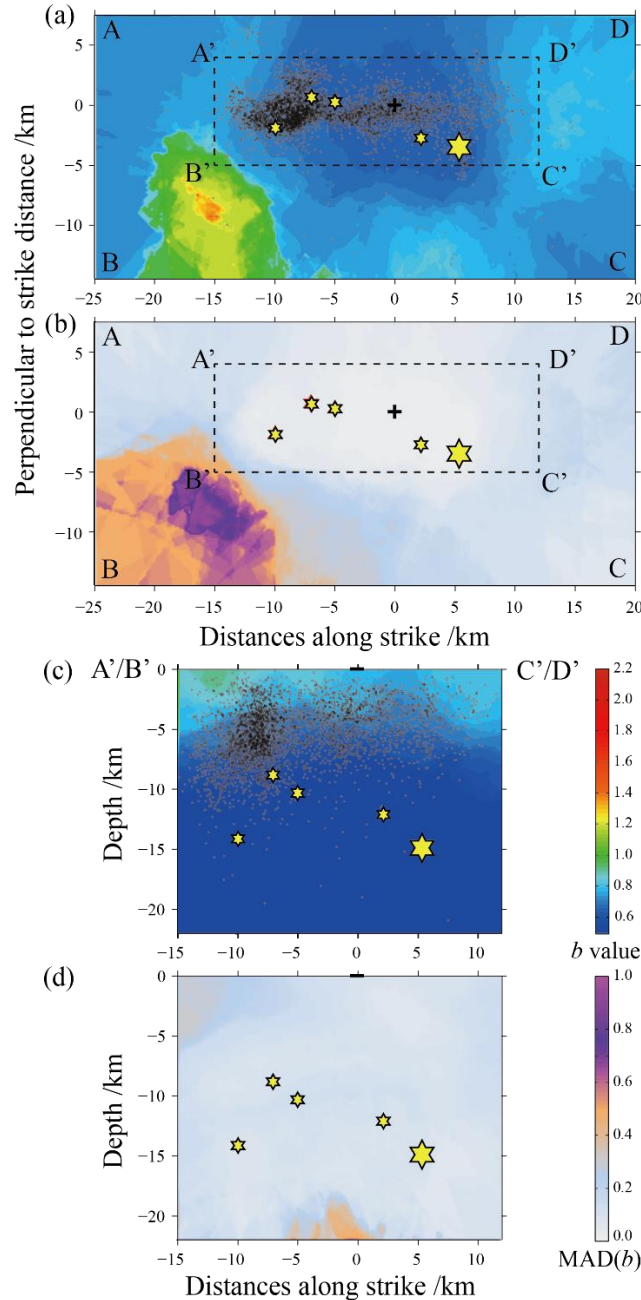 (a)
A D
A’ D’
B’ C’
B C
5
0
−5
−10
−25 −20 −15 −10 −5 0 5 10 15 20
(b)
A D
A’ D’
B’ C’
B C
5
0
−5
−10
−25 −20 −15 −10 −5 0 5 10 15 20
Perpendicular to strike distance /km
Distances along strike /km
(c) A’/B’ C’/D’
0
−5
−10
−15
−20
Depth /km
−15 −10 −5 0 5 10
2.2
2.0
1.8
1.6
1.4
1.2
1.0
0.8
0.6
b value
(d)
0
−5
−10
−15
−20
Depth /km
−15 −10 −5 0 5 10
Distances along strike /km
1.0
0.8
0.6
0.4
0.2
0.0
MAD(b)